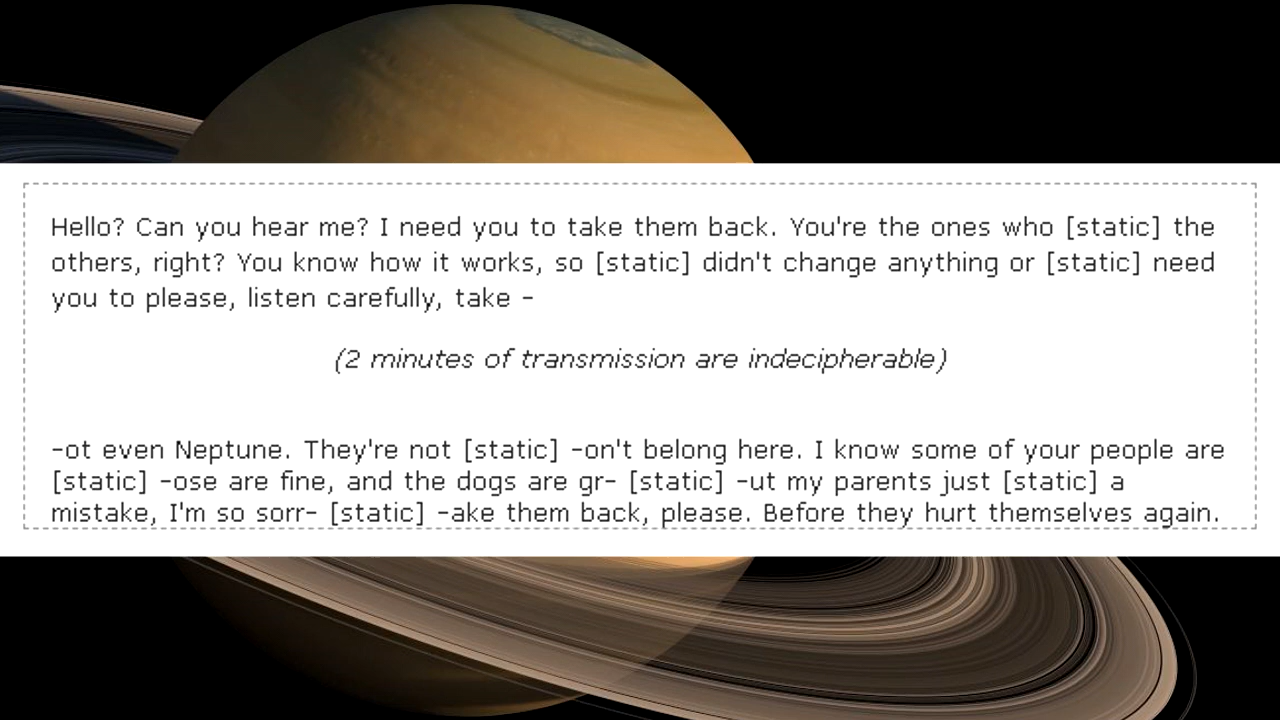 Hello? Can you hear me? I need you to take them back. You're the ones who [static] the
others, right? You know how it works, so [static] didn't change anything or [static] need
you to please, listen carefully, take -
(2 minutes of transmission are indecipherable)
-ot even Neptune. They're not [static] -on't belong here. I know some of your people are
[static] -ose are fine, and the dogs are gr- [static] -ut my parents just [static] a
mistake, I'm so sorr- [static] -ake them back, please. Before they hurt themselves again.